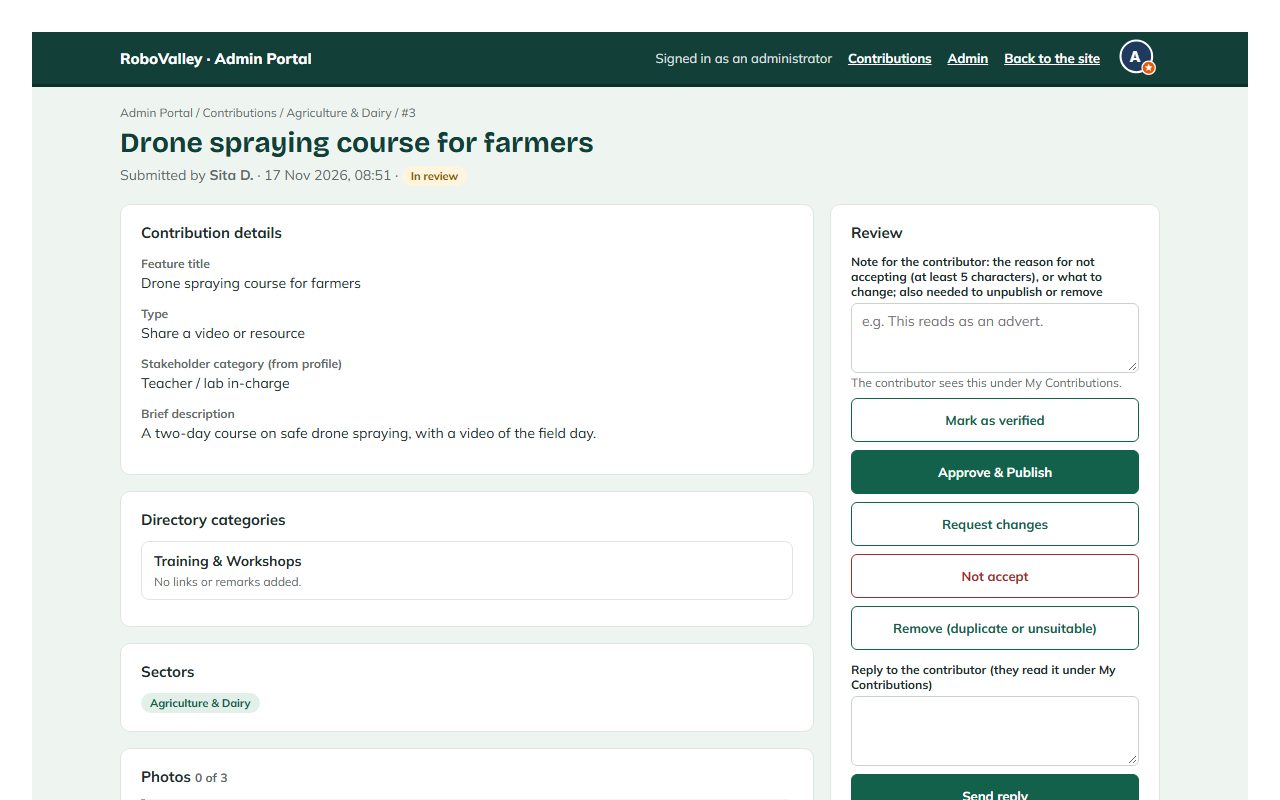 RoboValley · Admin Portal
Signed in as an administrator
Contributions
Admin
Back to the site
A
Admin Portal / Contributions / Agriculture & Dairy / #3
Drone spraying course for farmers
Submitted by Sita D. · 17 Nov 2026, 08:51 · In review
Contribution details
Feature title
Drone spraying course for farmers
Type
Share a video or resource
Stakeholder category (from profile)
Teacher / lab in-charge
Brief description
A two-day course on safe drone spraying, with a video of the field day.
Directory categories
Training & Workshops
No links or remarks added.
Sectors
Agriculture & Dairy
Photos 0 of 3
Review
Note for the contributor: the reason for not
accepting (at least 5 characters), or what to
change; also needed to unpublish or remove
e.g. This reads as an advert.
The contributor sees this under My Contributions.
Mark as verified
Approve & Publish
Request changes
Not accept
Remove (duplicate or unsuitable)
Reply to the contributor (they read it under My
Contributions)
Send reply